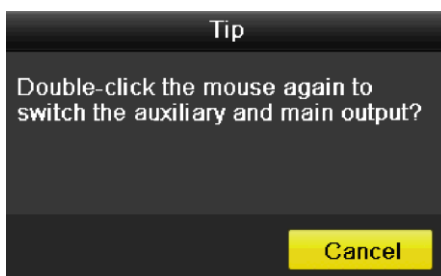 Tip
Double-click the mouse again to
switch the auxiliary and main output?
Cancel